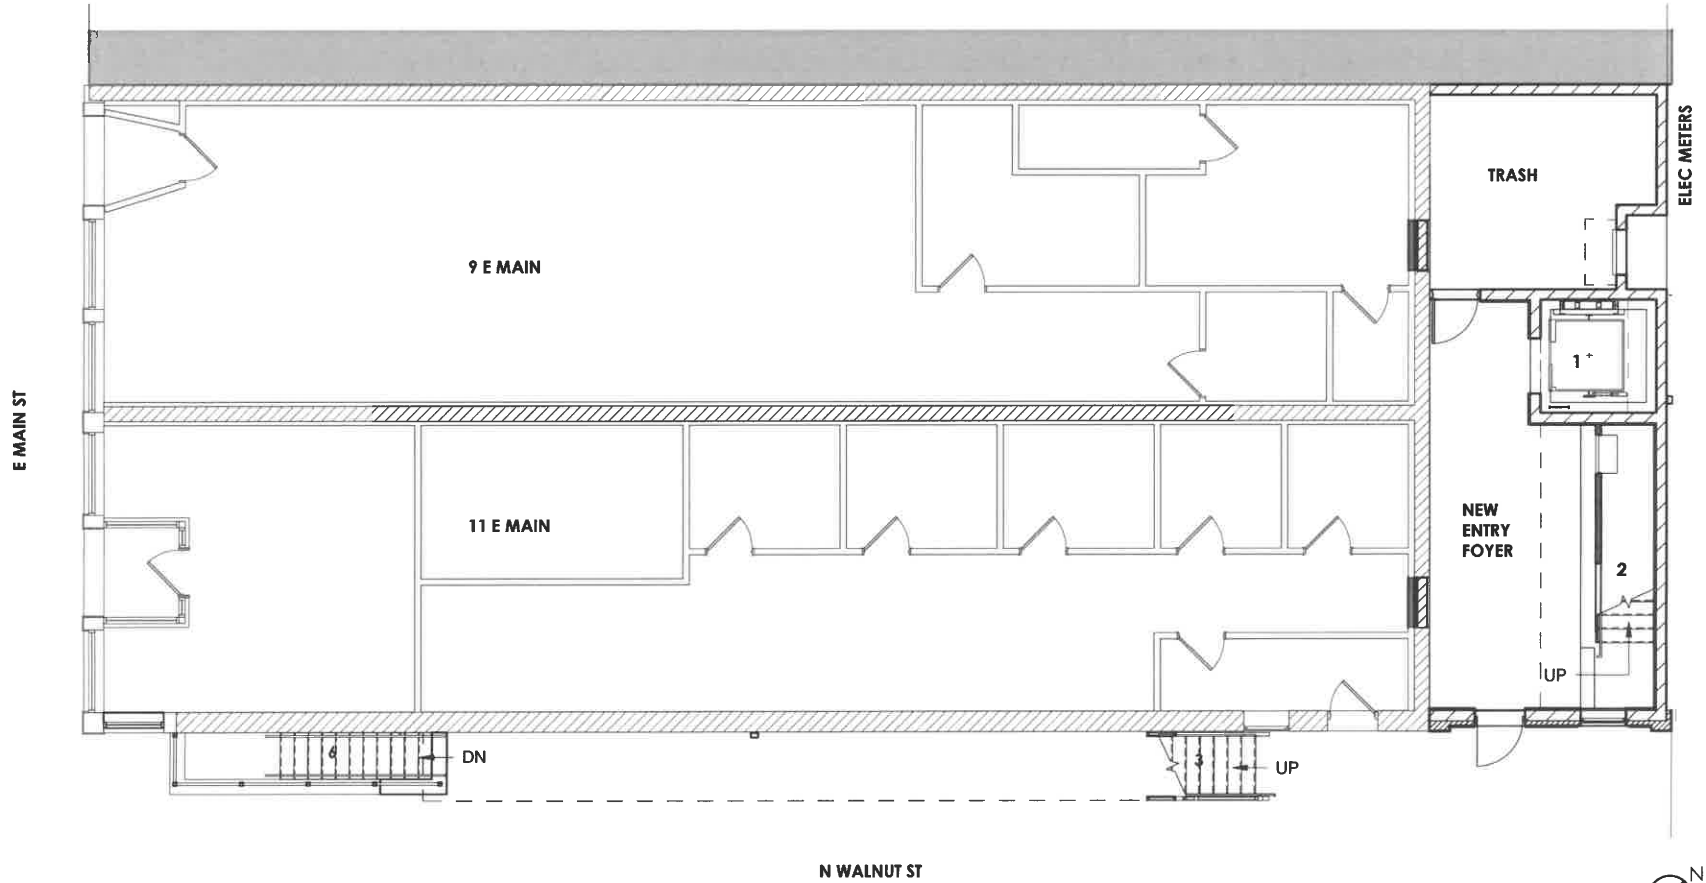 ELEC METERS
TRASH
9 E MAIN
1
E MAIN ST
11 E MAIN
NEW
ENTRY
FOYER
2
UP
6
DN
3
UP
N WALNUT ST
N